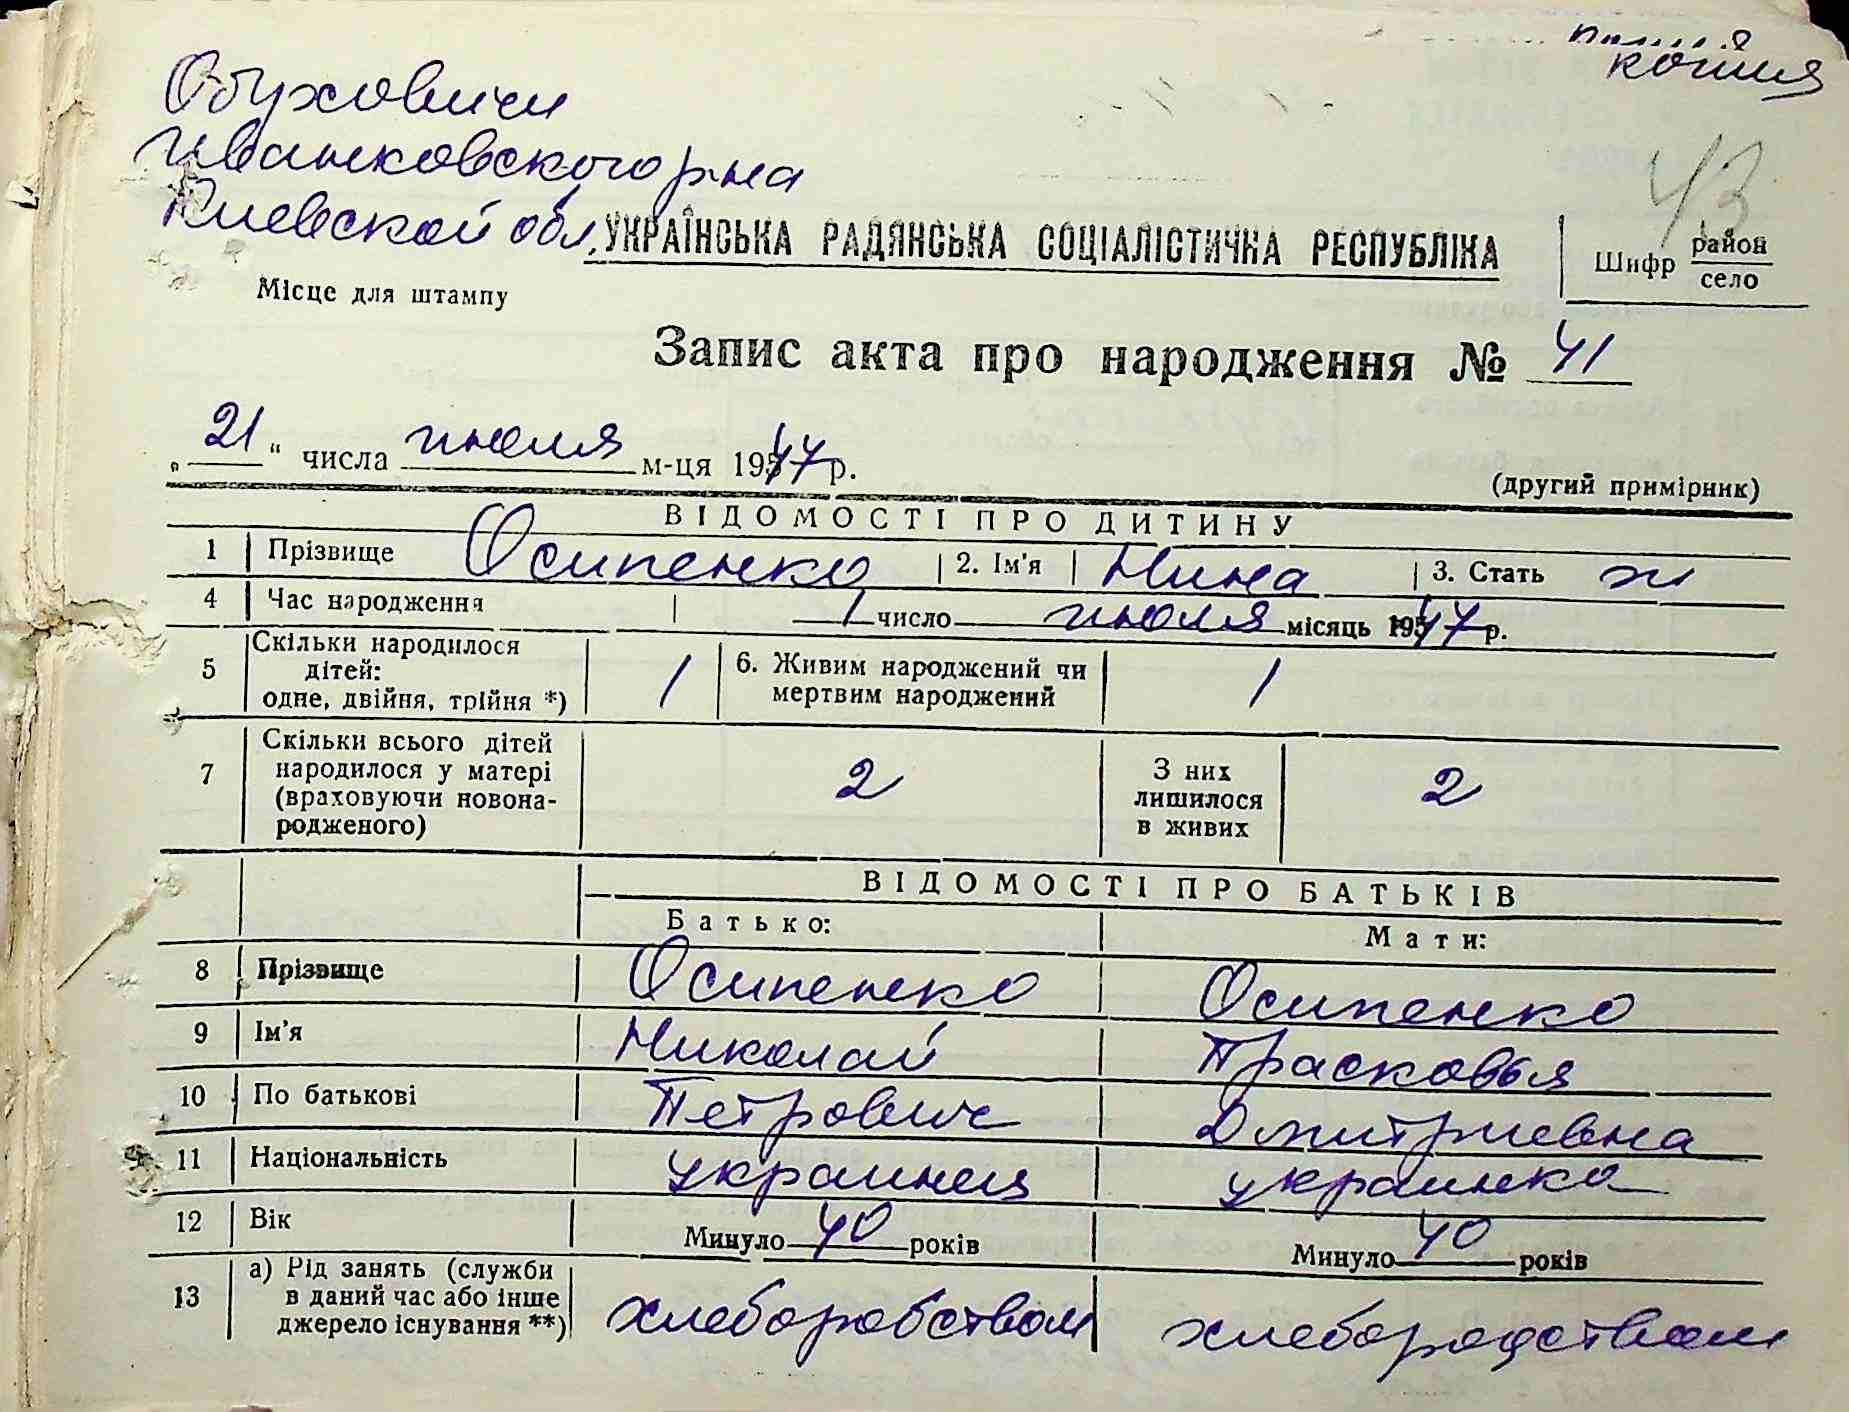 копия
Обуховичи
Иванковского р-на
Киевской обл.
43
УКРАЇНСЬКА РАДЯНСЬКА СОЦІАЛІСТИЧНА РЕСПУБЛІКА
Шифр район
село
Місце для штампу
Запис акта про народження № 41
„21“ числа июля м-ця 1947 р.
(другий примірник)
ВІДОМОСТІ ПРО ДИТИНУ
1 Прізвище Осипенко 2. Ім'я Нина 3. Стать ж
4 Час народження 1 число июля місяць 1947 р.
5 Скільки народилося
дітей:
одне, двійня, трійня *) 1
6. Живим народжений чи
мертвим народжений 1
7 Скільки всього дітей
народилося у матері
(враховуючи новона-
родженого) 2
З них
лишилося
в живих 2
ВІДОМОСТІ ПРО БАТЬКІВ
Батько: Мати:
8 Прізвище Осипенко Осипенко
9 Ім'я Николай Прасковья
10 По батькові Петрович Дмитриевна
11 Національність украинец украинка
12 Вік Минуло 40 років Минуло 40 років
13 а) Рід занять (служби
в даний час або інше
джерело існування **) хлеборобством хлебородством